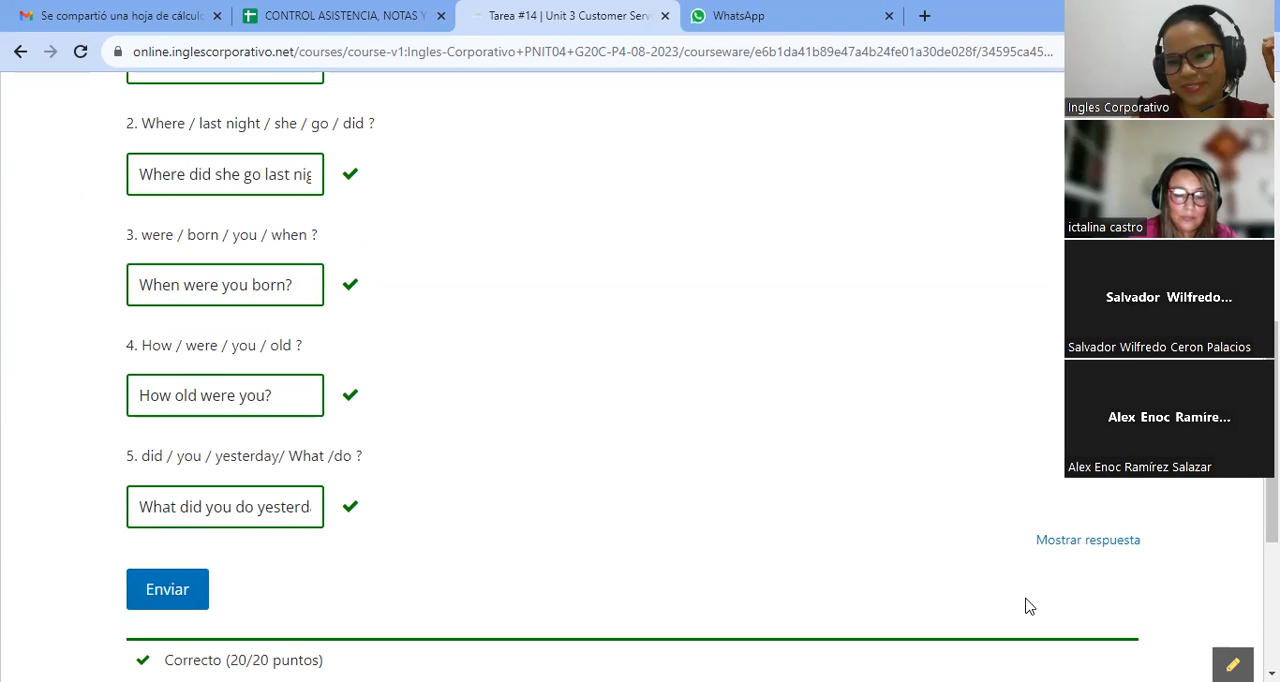 Se compartió una hoja de cálculo
CONTROL ASISTENCIA, NOTAS Y
Tarea #14 | Unit 3 Customer Serv
WhatsApp
online.inglescorporativo.net/courses/course-v1:Ingles-Corporativo+PNIT04+G20C-P4-08-2023/courseware/e6b1da41b89e47a4b24fe01a30de028f/34595ca45...
Ingles Corporativo
2. Where / last night / she / go / did ?
Where did she go last nig
ictalina castro
3. were / born / you / when ?
When were you born?
Salvador Wilfredo...
Salvador Wilfredo Ceron Palacios
4. How / were / you / old ?
How old were you?
Alex Enoc Ramíre...
Alex Enoc Ramírez Salazar
5. did / you / yesterday/ What /do ?
What did you do yesterda
Mostrar respuesta
Enviar
Correcto (20/20 puntos)